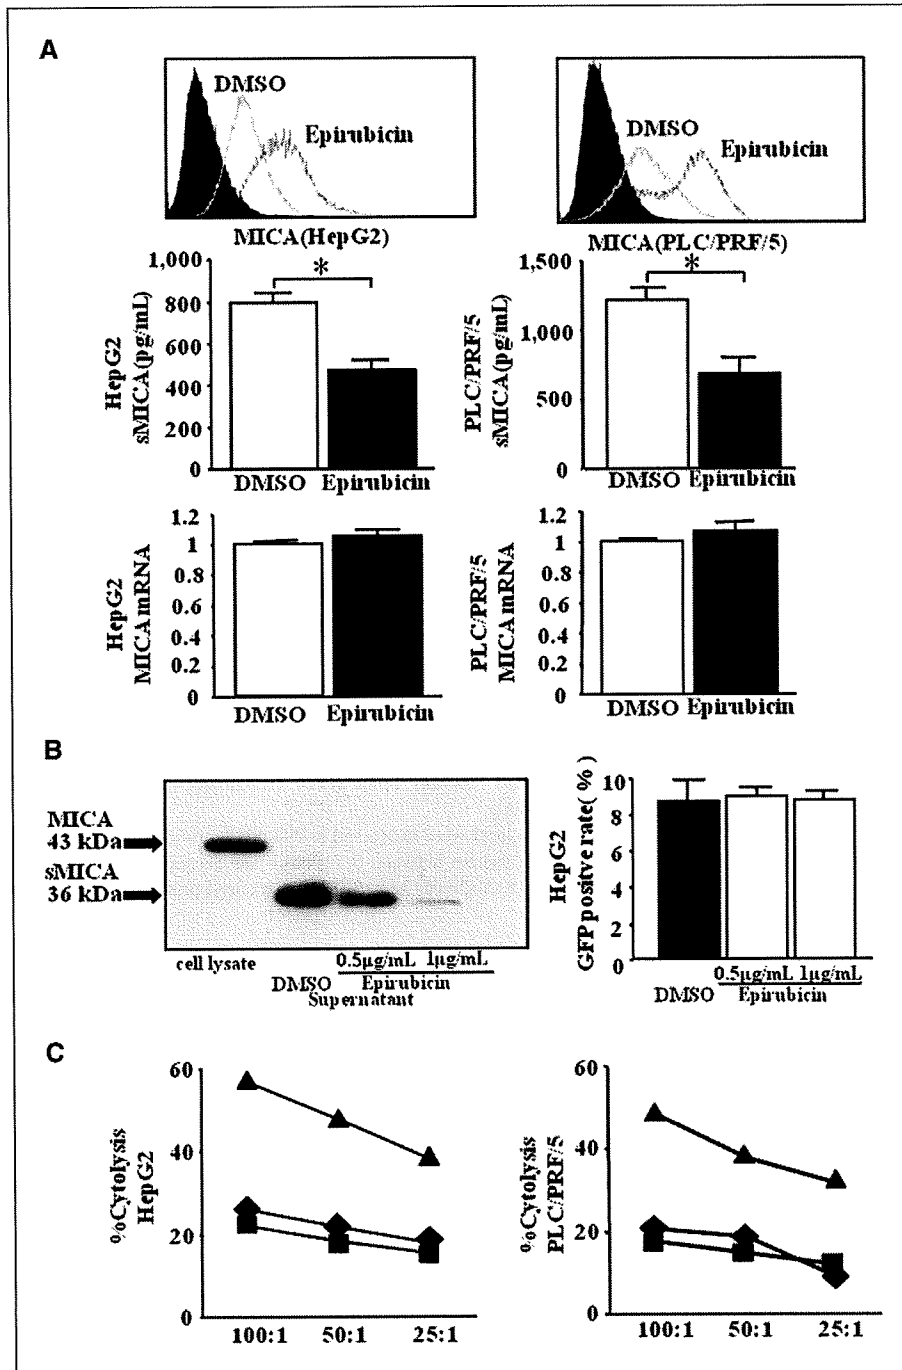 A
DMSO
Epirubicin
MICA(HepG2)
DMSO
Epirubicin
MICA(PLC/PRF/5)
HepG2
sMICA(pg/mL)
1,000
800
600
400
200
0
*
DMSO Epirubicin
PLC/PRF/5
sMICA(pg/mL)
1,500
1,000
500
0
*
DMSO Epirubicin
HepG2
MICA mRNA
1.2
1
0.8
0.6
0.4
0.2
0
DMSO Epirubicin
PLC/PRF/5
MICA mRNA
1.2
1
0.8
0.6
0.4
0.2
0
DMSO Epirubicin
B
MICA
43 kDa
sMICA
36 kDa
cell lysate
0.5μg/mL 1μg/mL
DMSO Epirubicin
Supernatant
HepG2
GFP positve rate( % )
10
8
6
4
2
0
0.5μg/mL 1μg/mL
DMSO Epirubicin
C
%Cytolysis
HepG2
60
40
20
0
100:1 50:1 25:1
%Cytolysis
PLC/PRF/5
60
40
20
0
100:1 50:1 25:1